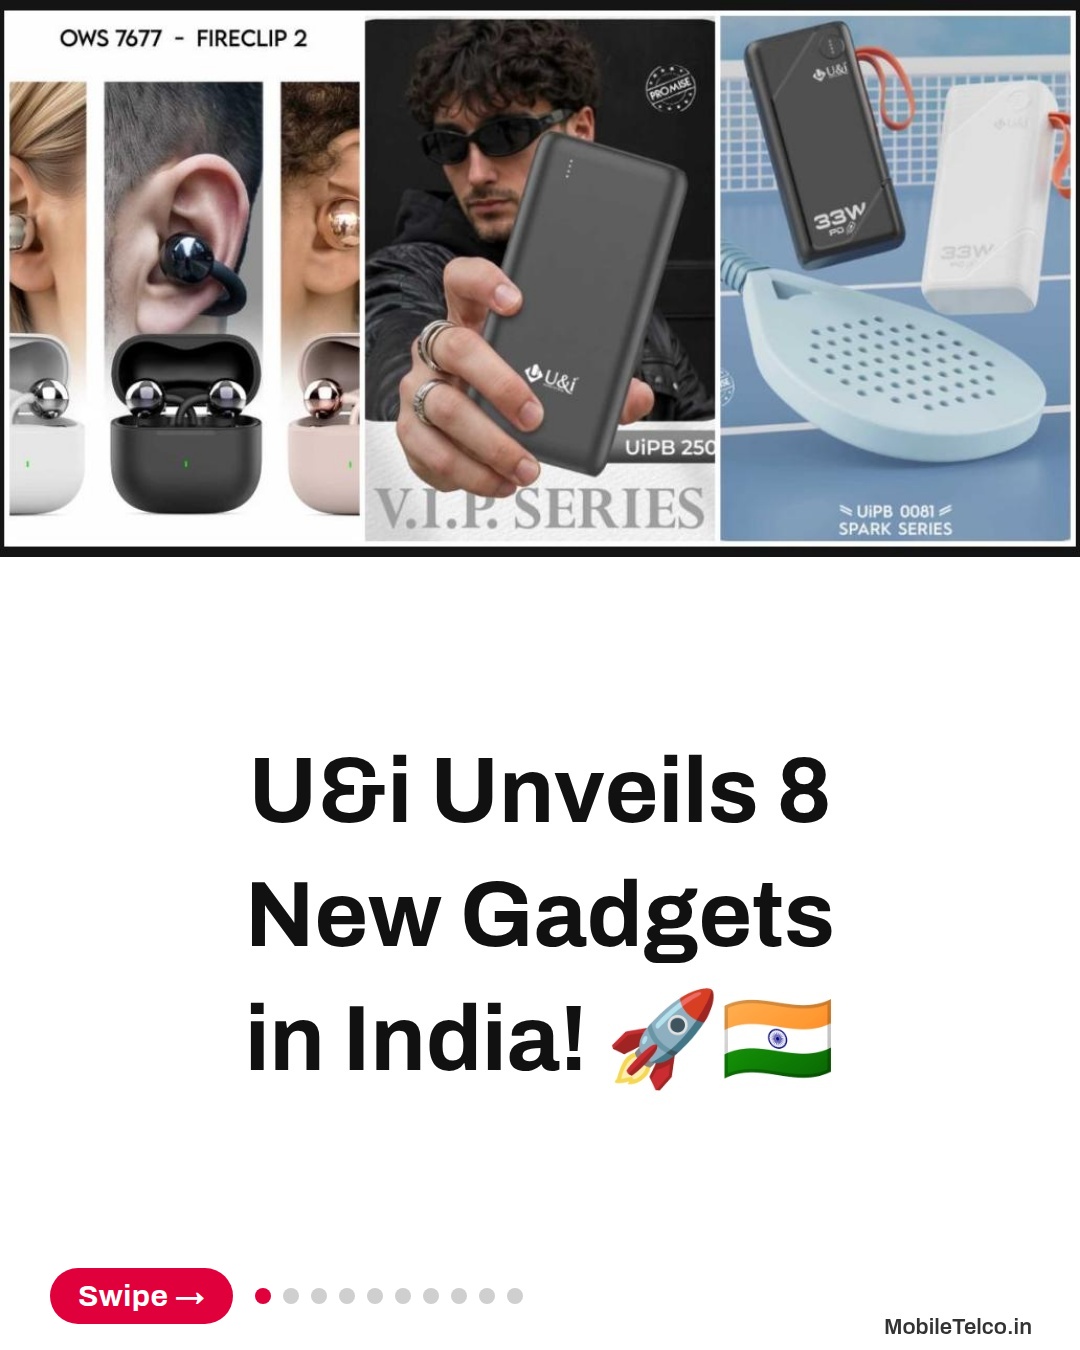 OWS 7677 - FIRECLIP 2
PROMISE
U&i
UiPB 250
V.I.P. SERIES
U&i
33W
PD
U&i
33W
PD
UiPB 0081
SPARK SERIES
U&i Unveils 8
New Gadgets
in India! 🚀🇮🇳
Swipe →
MobileTelco.in